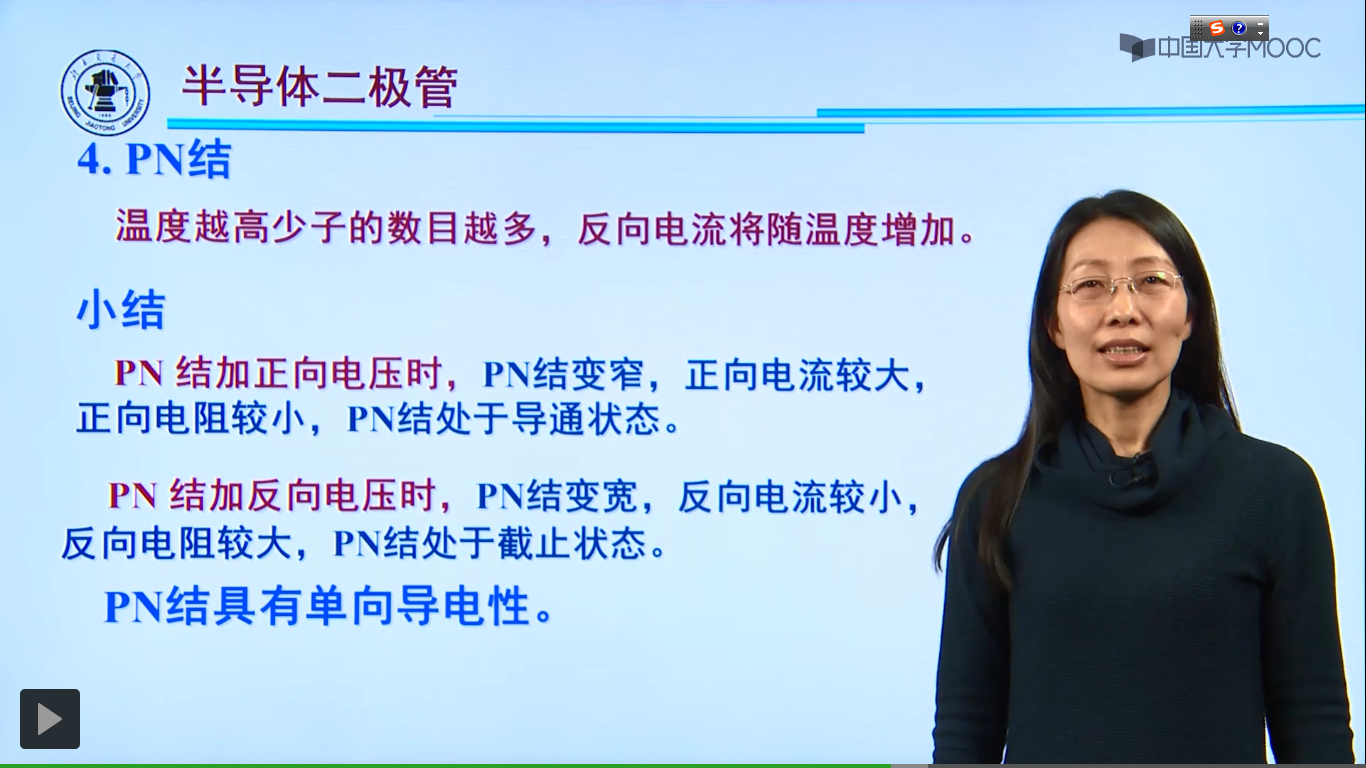 中国大学MOOC
半导体二极管
BEIJING JIAOTONG UNIVERSITY
4. PN结
温度越高少子的数目越多，反向电流将随温度增加。
小结
PN 结加正向电压时，PN结变窄，正向电流较大，
正向电阻较小，PN结处于导通状态。
PN 结加反向电压时，PN结变宽，反向电流较小，
反向电阻较大，PN结处于截止状态。
PN结具有单向导电性。